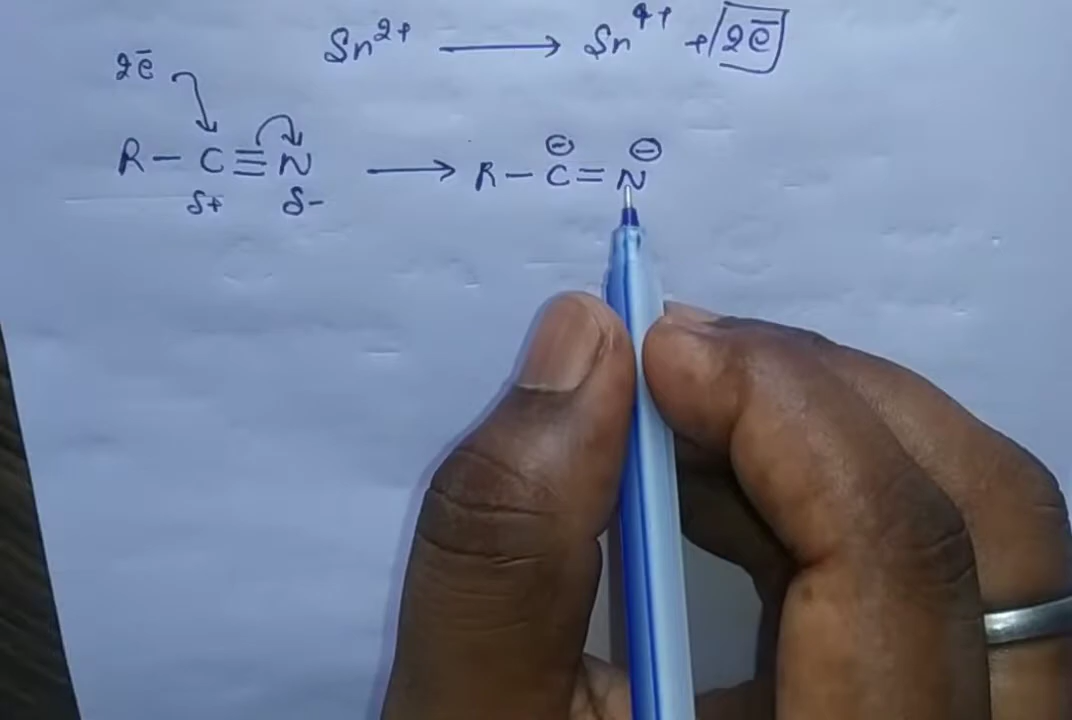 Sn²⁺ ⟶ Sn⁴⁺ + 2e̅
2e̅
R − C ≡ N ⟶ R − C⊖ = N⊖
δ+ δ−